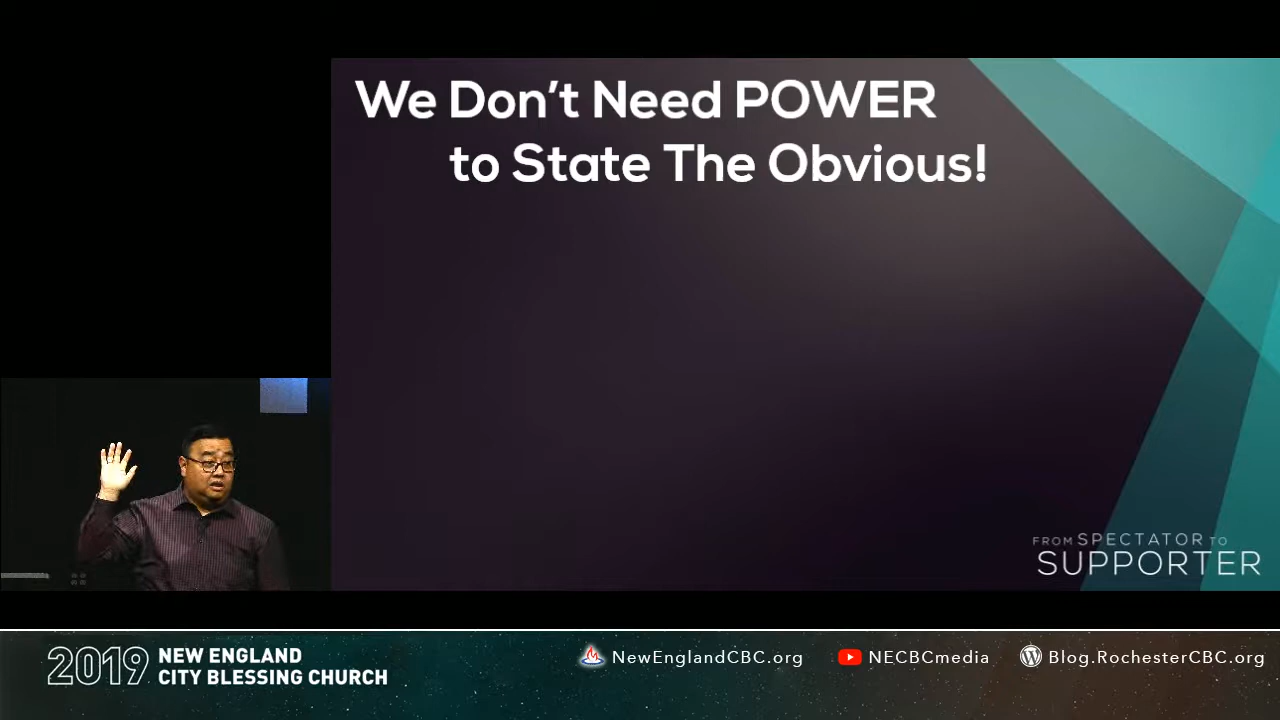 We Don't Need POWER
to State The Obvious!
FROM SPECTATOR TO
SUPPORTER
2019 NEW ENGLAND
CITY BLESSING CHURCH
NewEnglandCBC.org
NECBCmedia
Blog.RochesterCBC.org